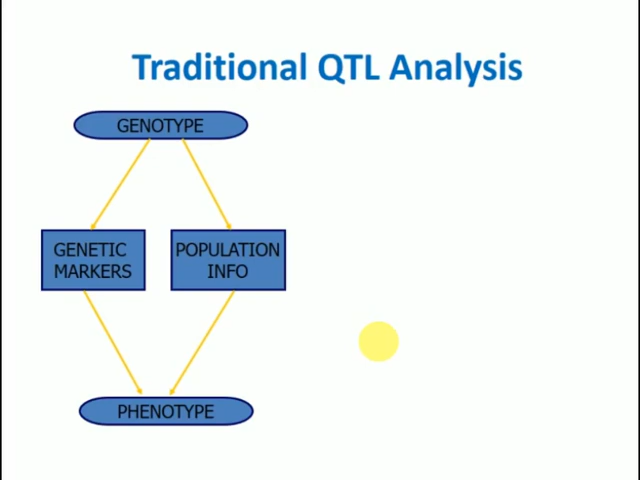 Traditional QTL Analysis
GENOTYPE
GENETIC
MARKERS
POPULATION
INFO
PHENOTYPE